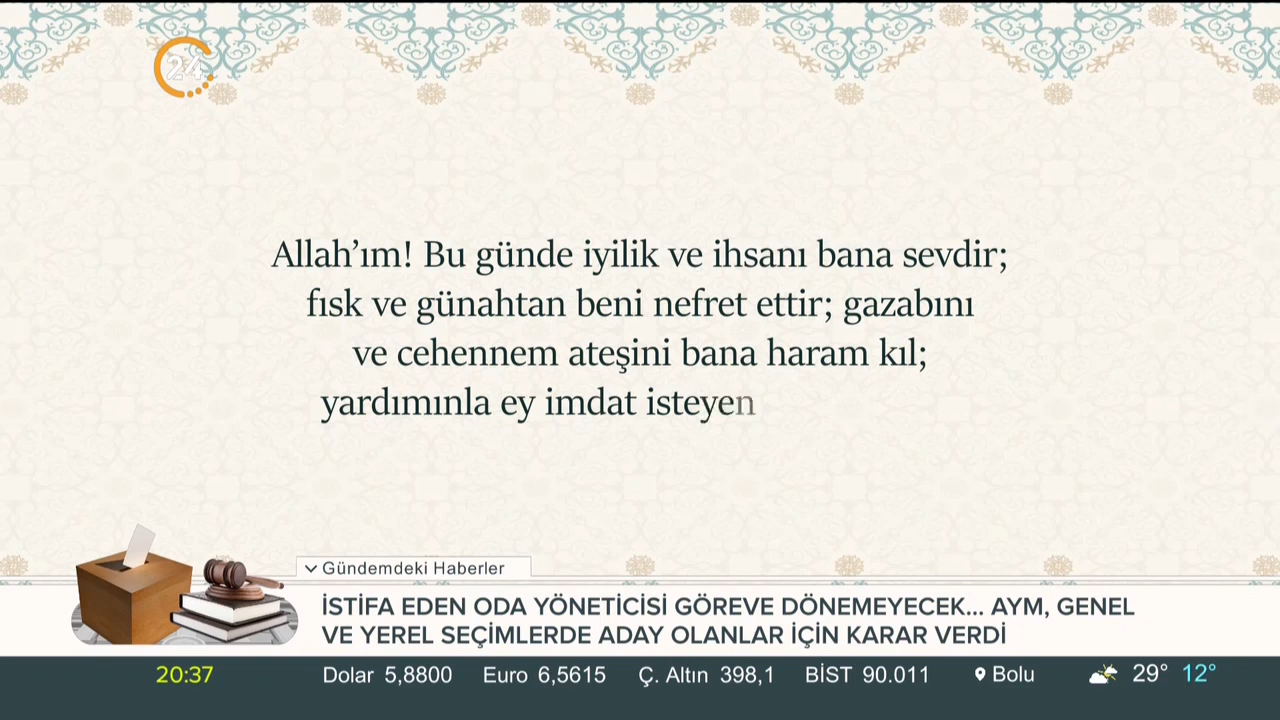 24
Allah’ım! Bu günde iyilik ve ihsanı bana sevdir;
fısk ve günahtan beni nefret ettir; gazabını
ve cehennem ateşini bana haram kıl;
yardımınla ey imdat isteyen
Gündemdeki Haberler
İSTİFA EDEN ODA YÖNETİCİSİ GÖREVE DÖNEMEYECEK... AYM, GENEL
VE YEREL SEÇİMLERDE ADAY OLANLAR İÇİN KARAR VERDİ
20:37 Dolar 5,8800 Euro 6,5615 Ç. Altın 398,1 BİST 90.011 Bolu 29° 12°